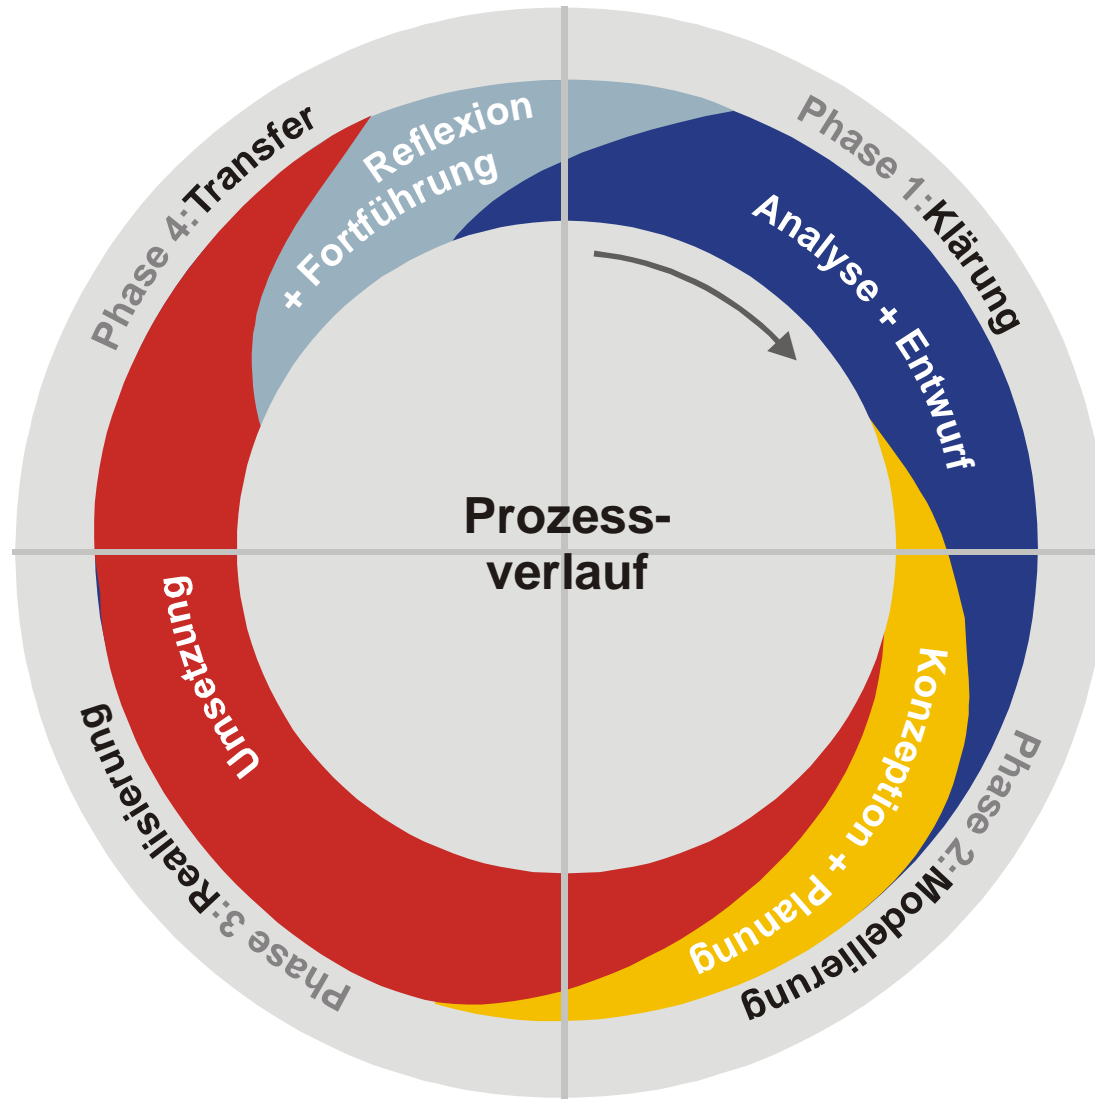 Phase 1: Klärung
Analyse + Entwurf
Phase 2: Modellierung
Konzeption + Planung
Phase 3: Realisierung
Umsetzung
Phase 4: Transfer
Reflexion
+ Fortführung
Prozess-
verlauf